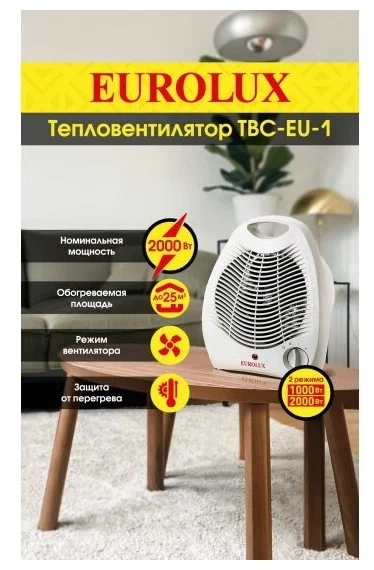 EUROLUX
Тепловентилятор ТВС-EU-1
Номинальная
мощность
2000 Вт
Обогреваемая
площадь
до 25 м²
Режим
вентилятора
Защита
от перегрева
EUROLUX
2 режима
1000 Вт
2000 Вт